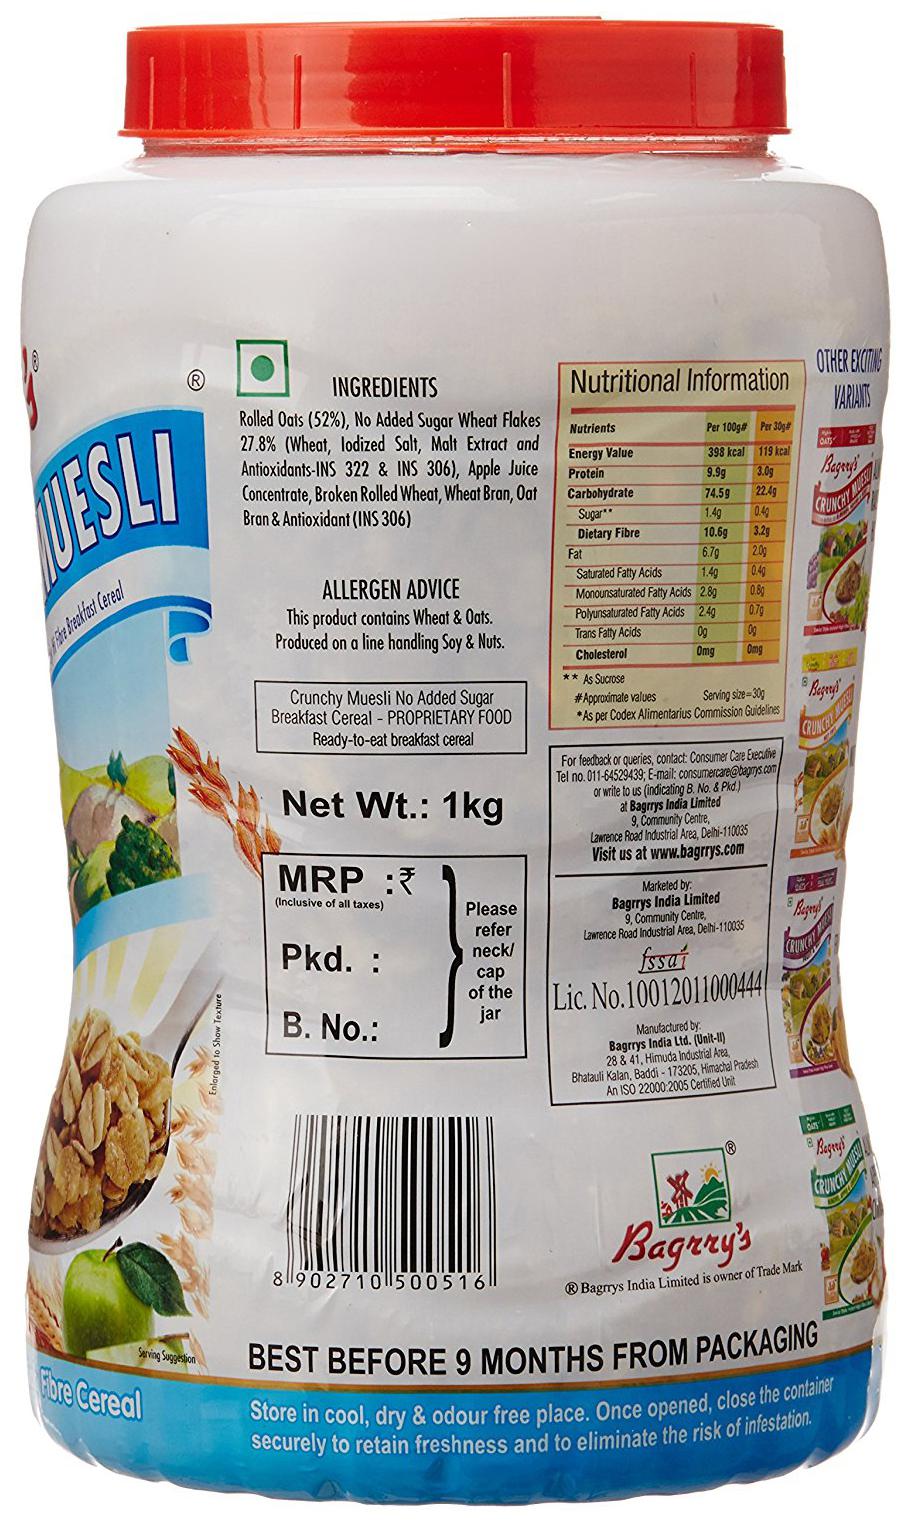 ®
®
MUESLI
Fibre Breakfast Cereal
Enlarged to Show Texture
Serving Suggestion
Fibre Cereal
INGREDIENTS
Rolled Oats (52%), No Added Sugar Wheat Flakes
27.8% (Wheat, Iodized Salt, Malt Extract and
Antioxidants-INS 322 & INS 306), Apple Juice
Concentrate, Broken Rolled Wheat, Wheat Bran, Oat
Bran & Antioxidant (INS 306)
ALLERGEN ADVICE
This product contains Wheat & Oats.
Produced on a line handling Soy & Nuts.
Crunchy Muesli No Added Sugar
Breakfast Cereal - PROPRIETARY FOOD
Ready-to-eat breakfast cereal
Net Wt.: 1kg
MRP :₹
(Inclusive of all taxes)
Pkd. :
B. No.:
Please
refer
neck/
cap
of the
jar
8 902710 500516
Nutritional Information
Nutrients Per 100g# Per 30g#
Energy Value 398 kcal 119 kcal
Protein 9.9g 3.0g
Carbohydrate 74.5g 22.4g
Sugar** 1.4g 0.4g
Dietary Fibre 10.6g 3.2g
Fat 6.7g 2.0g
Saturated Fatty Acids 1.4g 0.4g
Monounsaturated Fatty Acids 2.8g 0.8g
Polyunsaturated Fatty Acids 2.4g 0.7g
Trans Fatty Acids 0g 0g
Cholesterol 0mg 0mg
** As Sucrose
#Approximate values Serving size=30g
*As per Codex Alimentarius Commission Guidelines
For feedback or queries, contact: Consumer Care Executive
Tel no. 011-64529439; E-mail: consumercare@bagrrys.com
or write to us (indicating B. No. & Pkd.)
at Bagrrys India Limited
9, Community Centre,
Lawrence Road Industrial Area, Delhi-110035
Visit us at www.bagrrys.com
Marketed by:
Bagrrys India Limited
9, Community Centre,
Lawrence Road Industrial Area, Delhi-110035
fssai
Lic. No.10012011000444
Manufactured by:
Bagrrys India Ltd. (Unit-II)
28 & 41, Himuda Industrial Area,
Bhatauli Kalan, Baddi - 173205, Himachal Pradesh
An ISO 22000:2005 Certified Unit
®
Bagrry's
® Bagrrys India Limited is owner of Trade Mark
OTHER EXCITING
VARIANTS
OATS
Bagrry's
CRUNCHY MUESLI
Bagrry's
CRUNCHY MUESLI
Bagrry's
CRUNCHY MUESLI
OATS
Bagrry's
CRUNCHY MUESLI
BEST BEFORE 9 MONTHS FROM PACKAGING
Store in cool, dry & odour free place. Once opened, close the container
securely to retain freshness and to eliminate the risk of infestation.